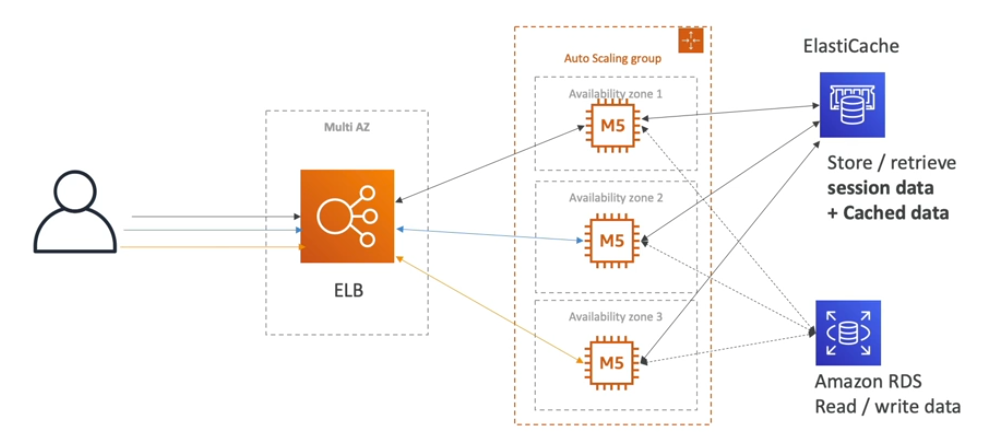 ElastiCache
Auto Scaling group
Availability zone 1
M5
Multi AZ
Store / retrieve
session data
+ Cached data
Availability zone 2
M5
ELB
Availability zone 3
M5
Amazon RDS
Read / write data